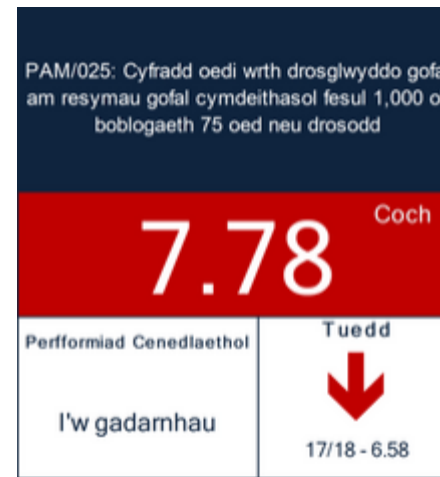 PAM/025: Cyfradd oedi wrth drosglwyddo gofa
am resymau gofal cymdeithasol fesul 1,000 o
boblogaeth 75 oed neu drosodd
Coch
7.78
Perfformiad Cenedlaethol
I'w gadarnhau
Tuedd
17/18 - 6.58